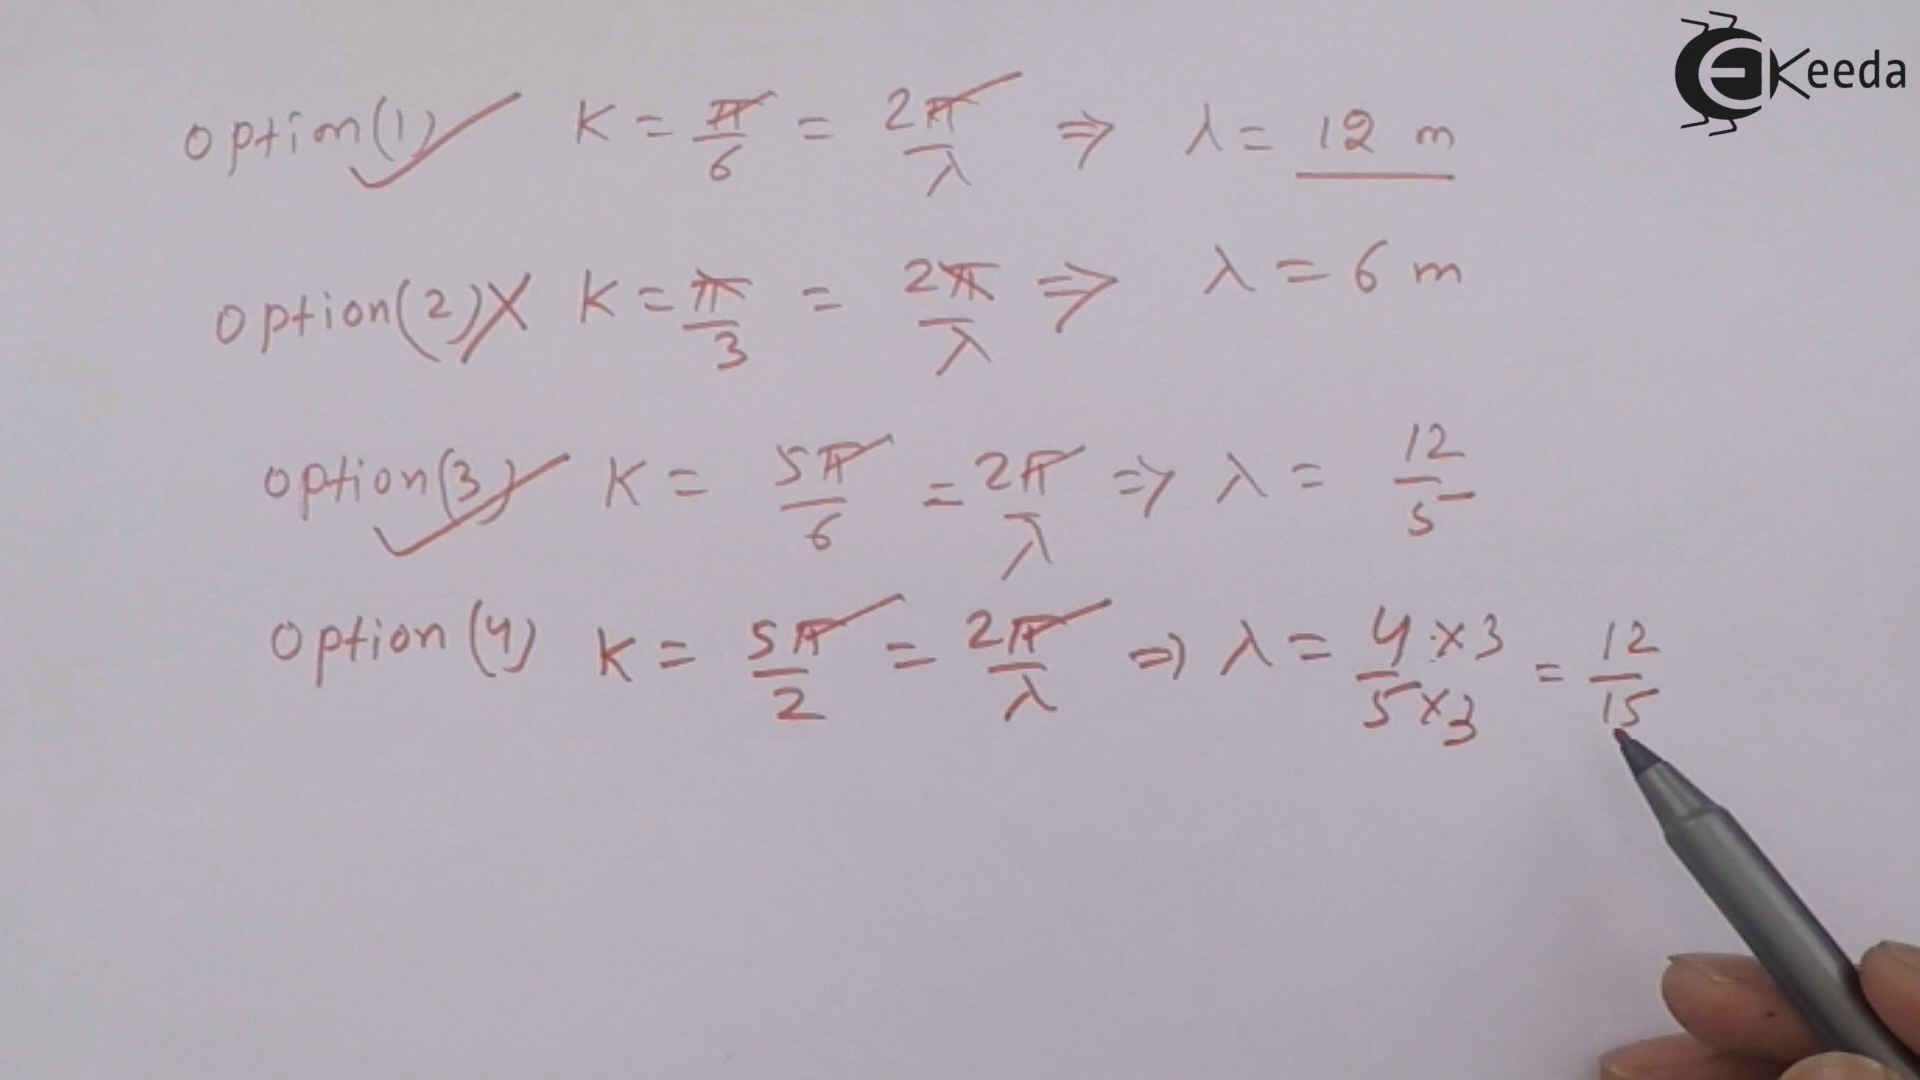 EKeeda
option(1)✓ K = π/6 = 2π/λ ⇒ λ = 12 m
option(2)X K = π/3 = 2π/λ ⇒ λ = 6 m
option(3)✓ K = 5π/6 = 2π/λ ⇒ λ = 12/5
option(4) K = 5π/2 = 2π/λ ⇒ λ = 4×3/5×3 = 12/15